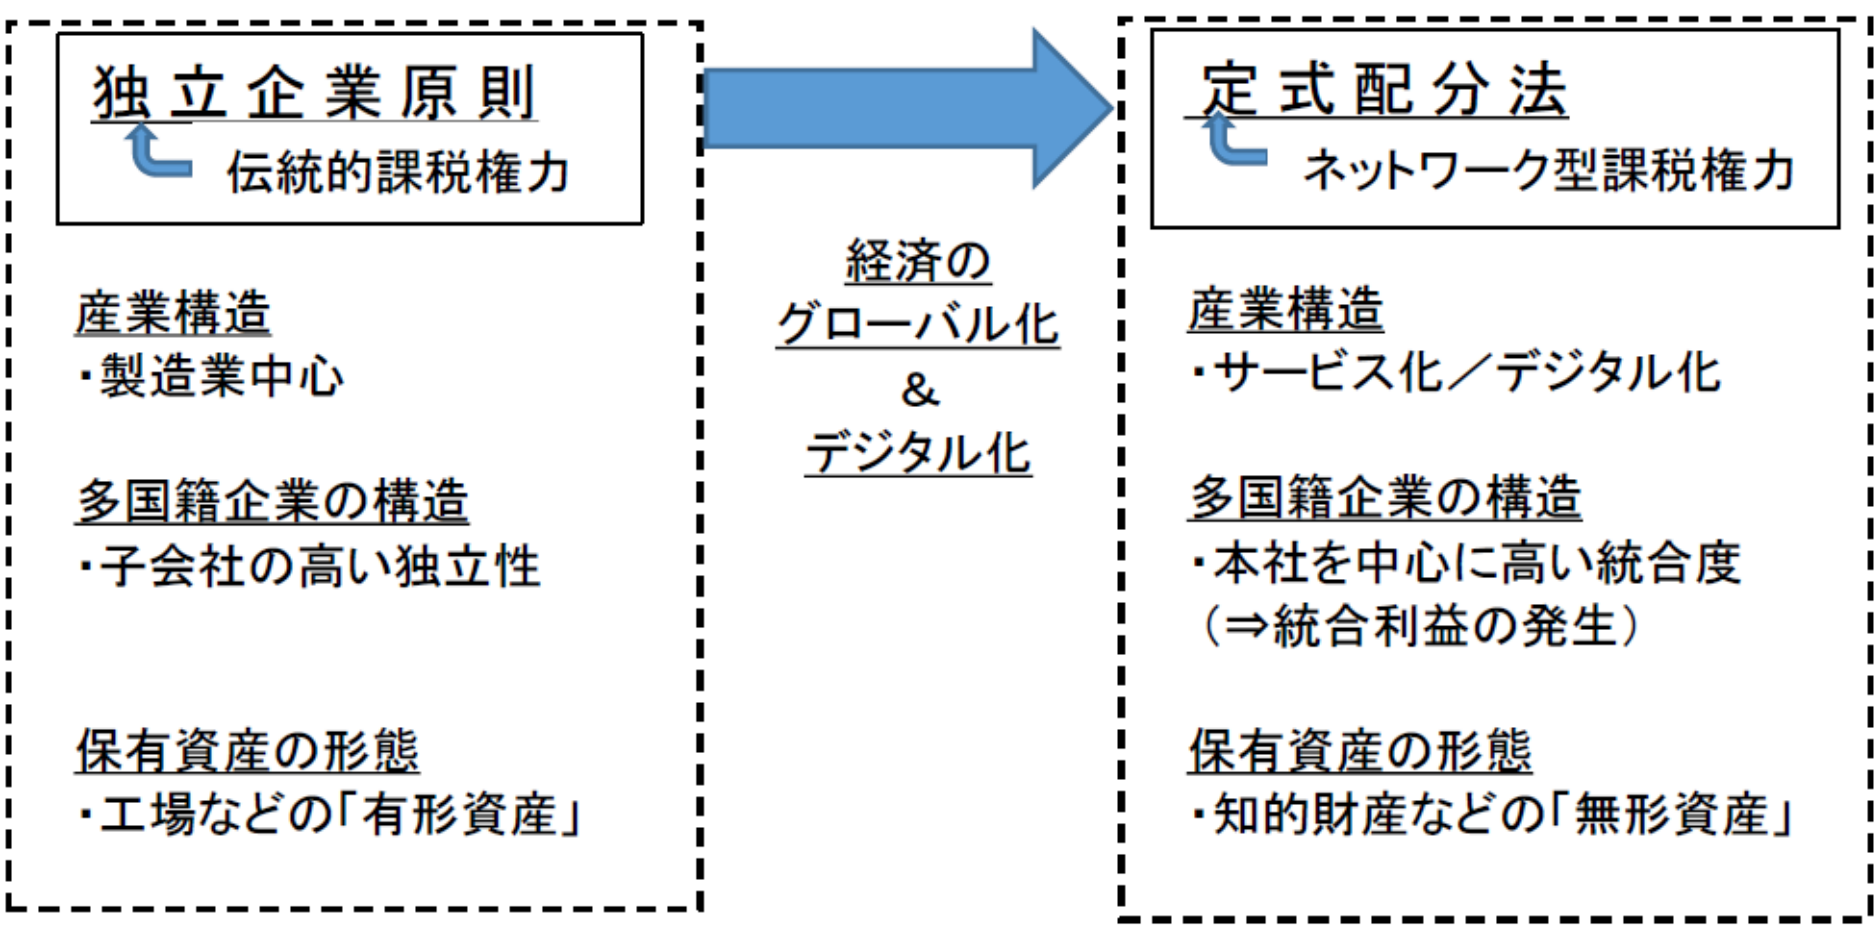 独立企業原則
伝統的課税権力
産業構造
・製造業中心
多国籍企業の構造
・子会社の高い独立性
保有資産の形態
・工場などの「有形資産」
経済の
グローバル化
&
デジタル化
定式配分法
ネットワーク型課税権力
産業構造
・サービス化／デジタル化
多国籍企業の構造
・本社を中心に高い統合度
（⇒統合利益の発生）
保有資産の形態
・知的財産などの「無形資産」